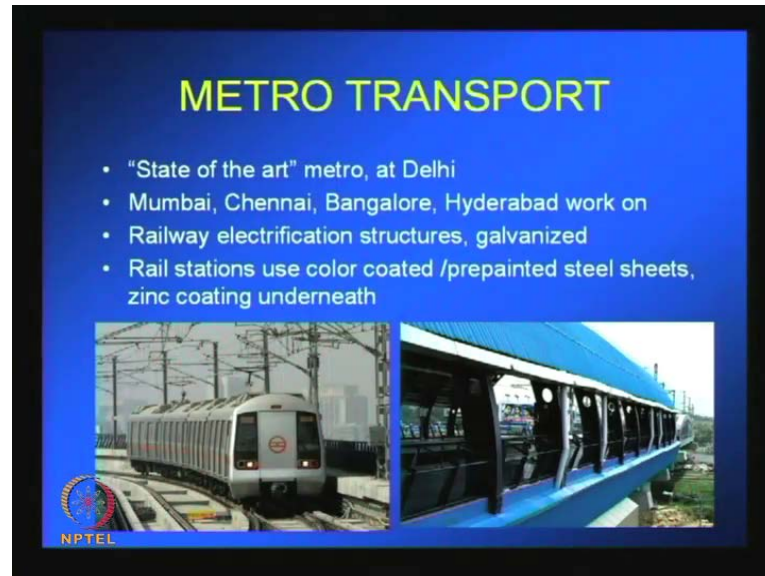 METRO TRANSPORT
• "State of the art" metro, at Delhi
• Mumbai, Chennai, Bangalore, Hyderabad work on
• Railway electrification structures, galvanized
• Rail stations use color coated /prepainted steel sheets,
zinc coating underneath
NPTEL